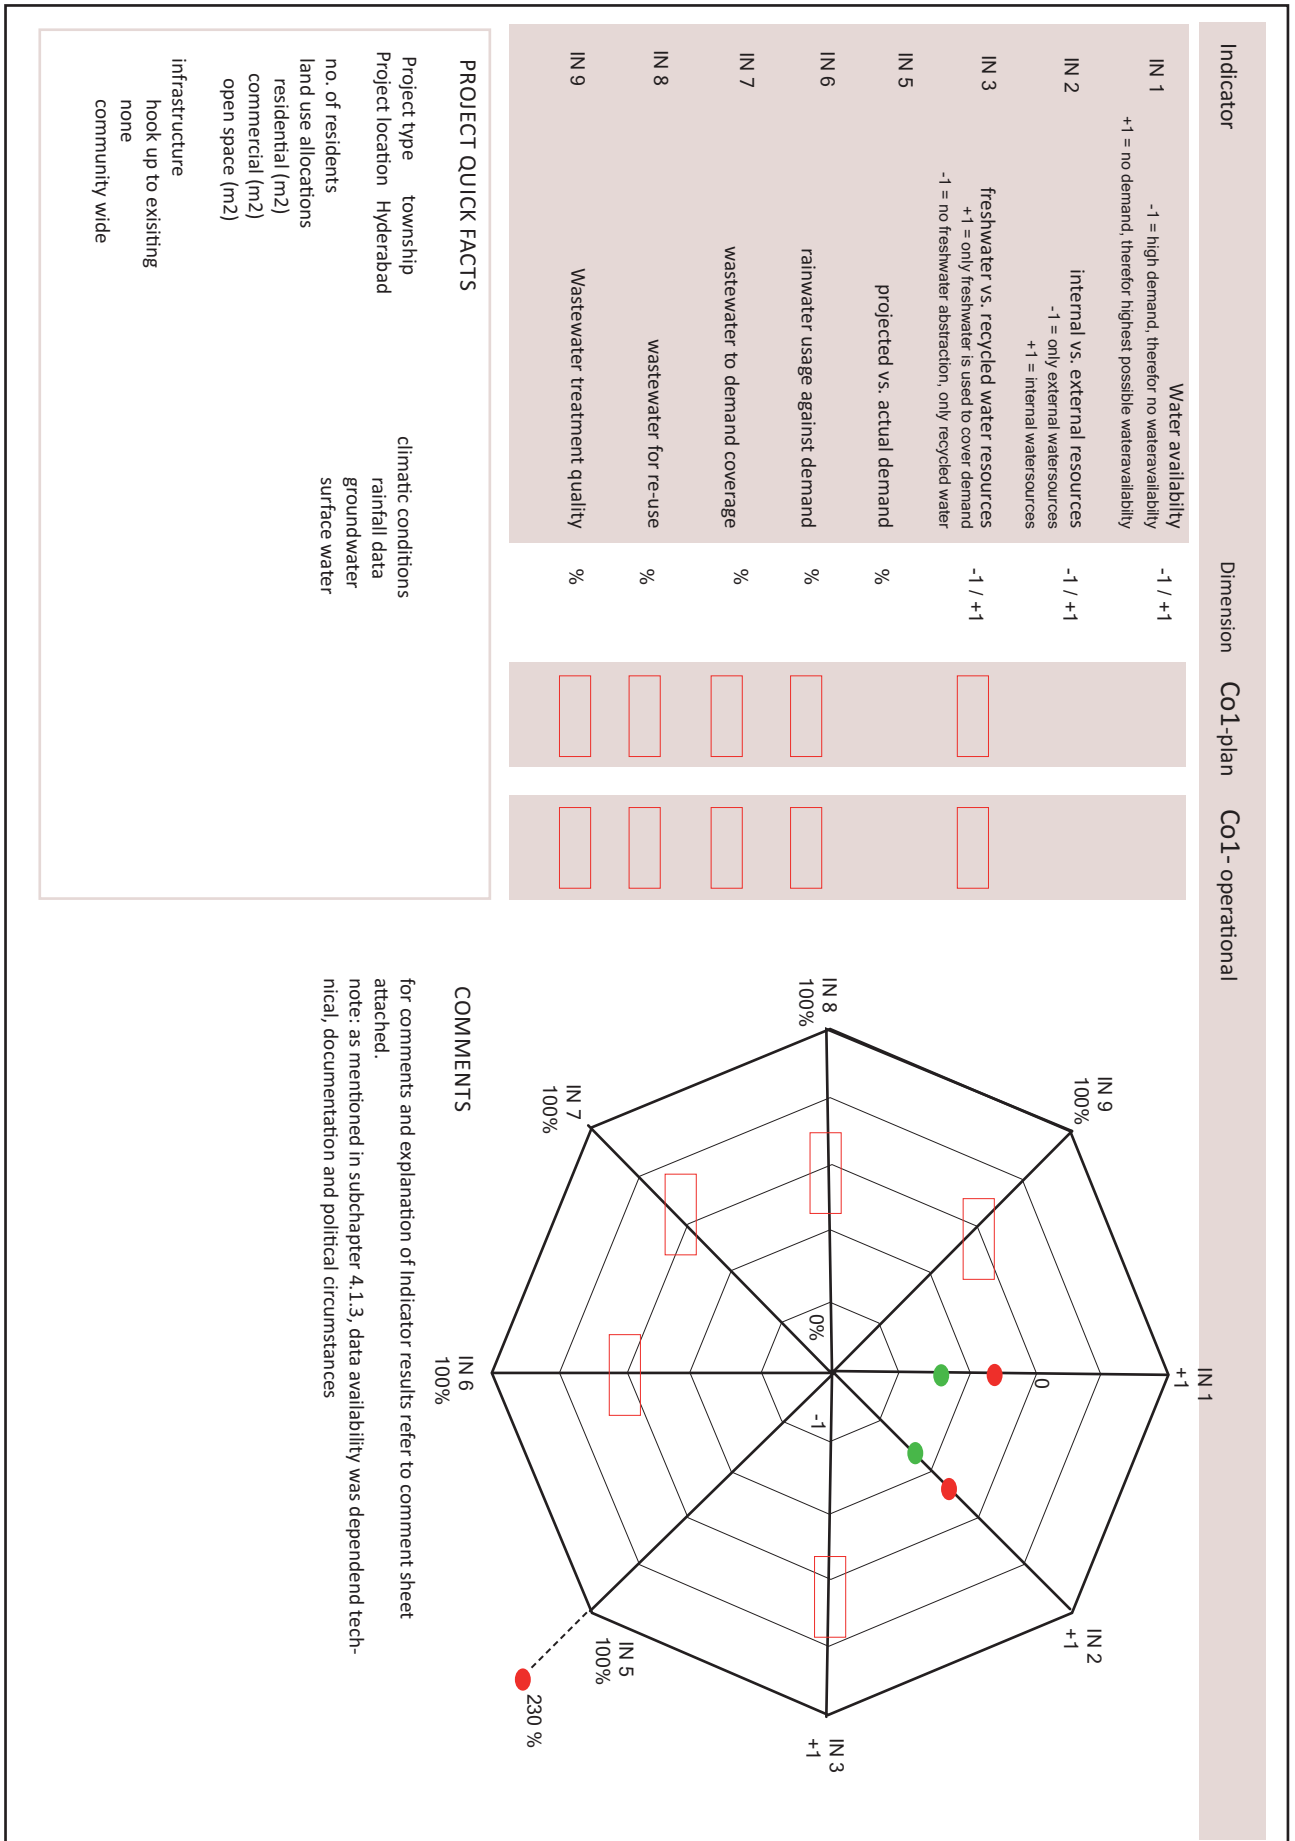 Indicator Dimension Co1-plan Co1- operational
IN 1 Water availabilty -1 / +1
-1 = high demand, therefor no wateravailabilty
+1 = no demand, therefor highest possible wateravailabilty
IN 2 internal vs. external resources -1 / +1
-1 = only external watersources
+1 = internal watersources
IN 3 freshwater vs. recycled water resources -1 / +1
+1 = only freshwater is used to cover demand
-1 = no freshwater abstraction, only recycled water
IN 5 projected vs. actual demand %
IN 6 rainwater usage against demand %
IN 7 wastewater to demand coverage %
IN 8 wastewater for re-use %
IN 9 Wastewater treatment quality %
PROJECT QUICK FACTS
Project type township
Project location Hyderabad
no. of residents
land use allocations
residential (m2)
commercial (m2)
open space (m2)
infrastructure
hook up to exisiting
none
community wide
climatic conditions
rainfall data
groundwater
surface water
IN 1
+1
0
IN 9
100%
IN 2
+1
IN 8
100%
0%
-1
IN 3
+1
IN 7
100%
IN 5
100%
230 %
IN 6
100%
COMMENTS
for comments and explanation of Indicator results refer to comment sheet
attached.
note: as mentioned in subchapter 4.1.3, data availability was dependend tech-
nical, documentation and political circumstances